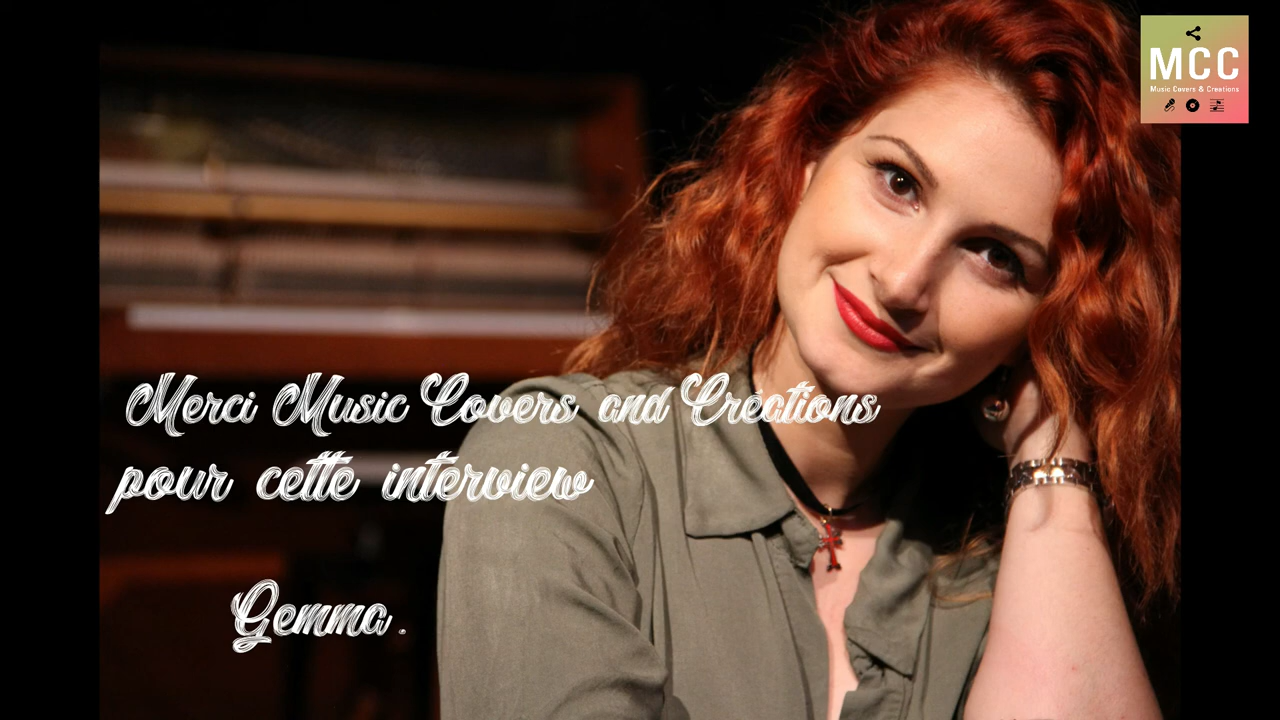 MCC
Music Covers & Creations
Merci Music Covers and Créations
pour cette interview
Gemma .